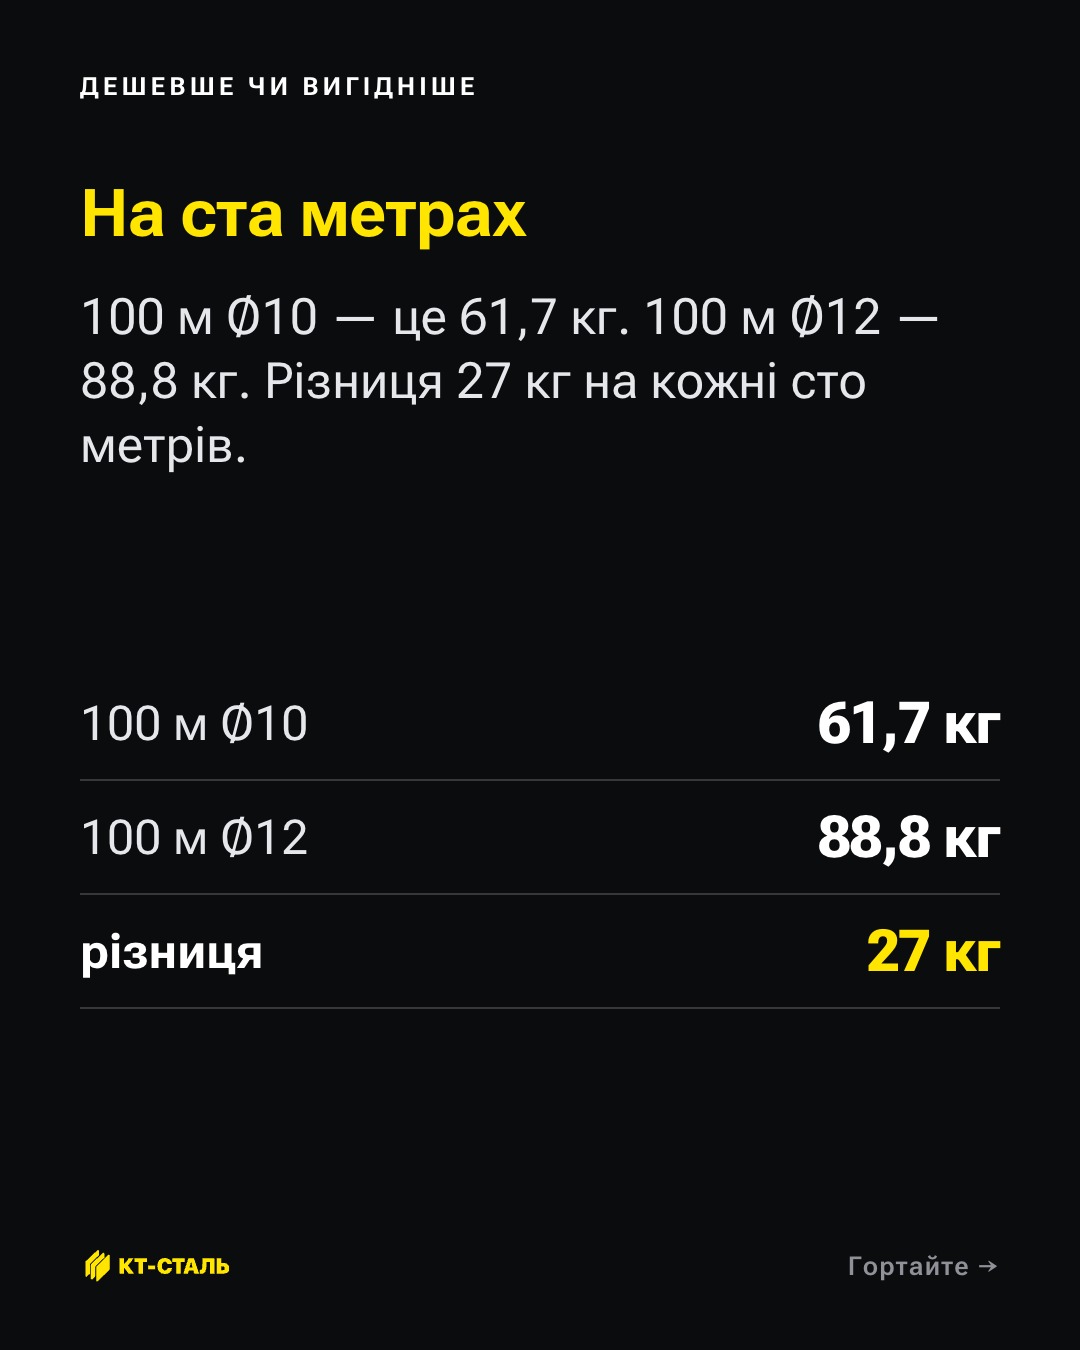 ДЕШЕВШЕ ЧИ ВИГІДНІШЕ
На ста метрах
100 м Ø10 — це 61,7 кг. 100 м Ø12 —
88,8 кг. Різниця 27 кг на кожні сто
метрів.
100 м Ø10 61,7 кг
100 м Ø12 88,8 кг
різниця 27 кг
КТ-СТАЛЬ Гортайте →